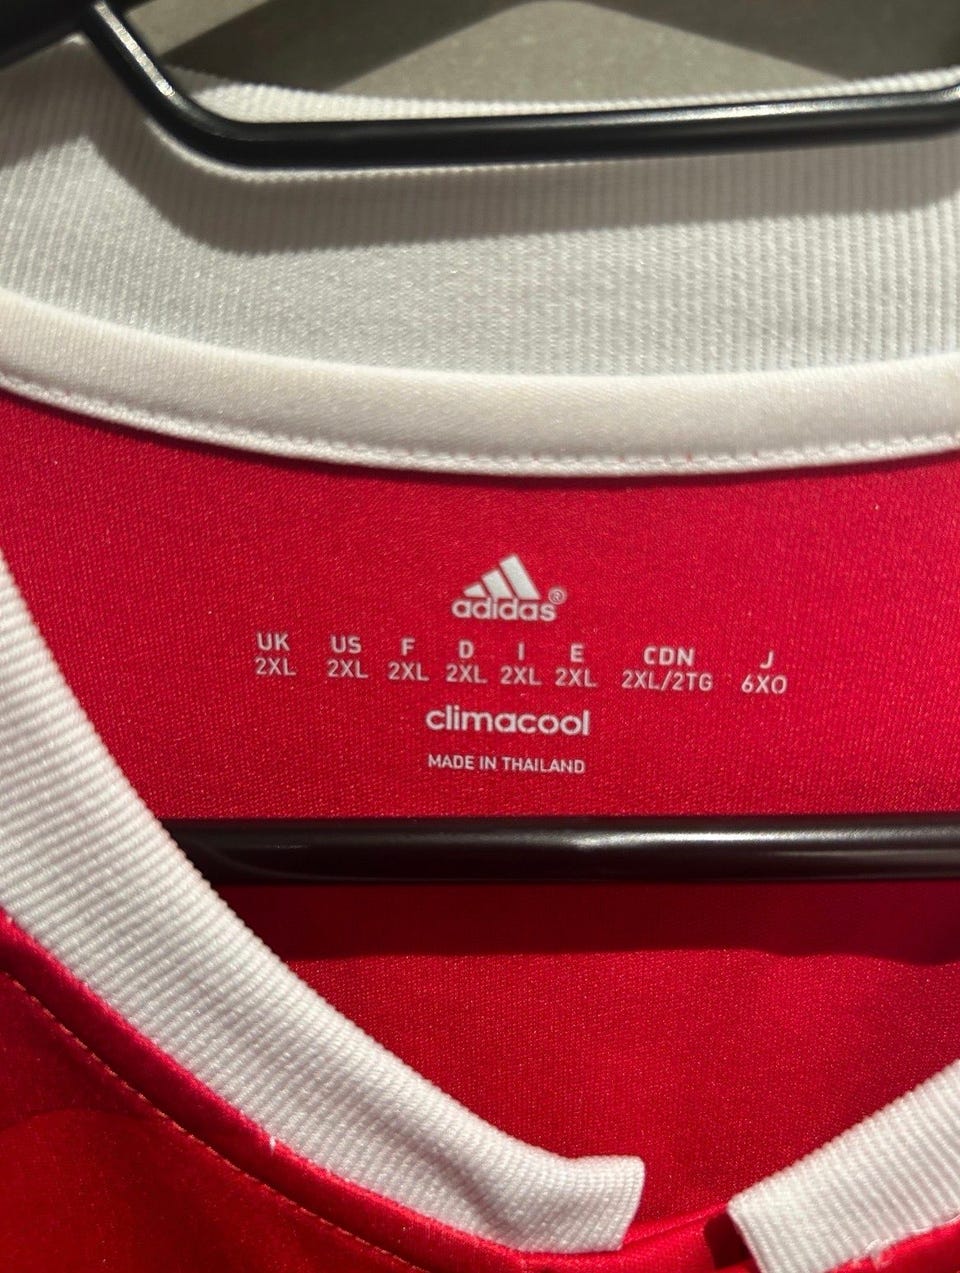 adidas®
UK US F D I E CDN J
2XL 2XL 2XL 2XL 2XL 2XL 2XL/2TG 6XO
climacool
MADE IN THAILAND